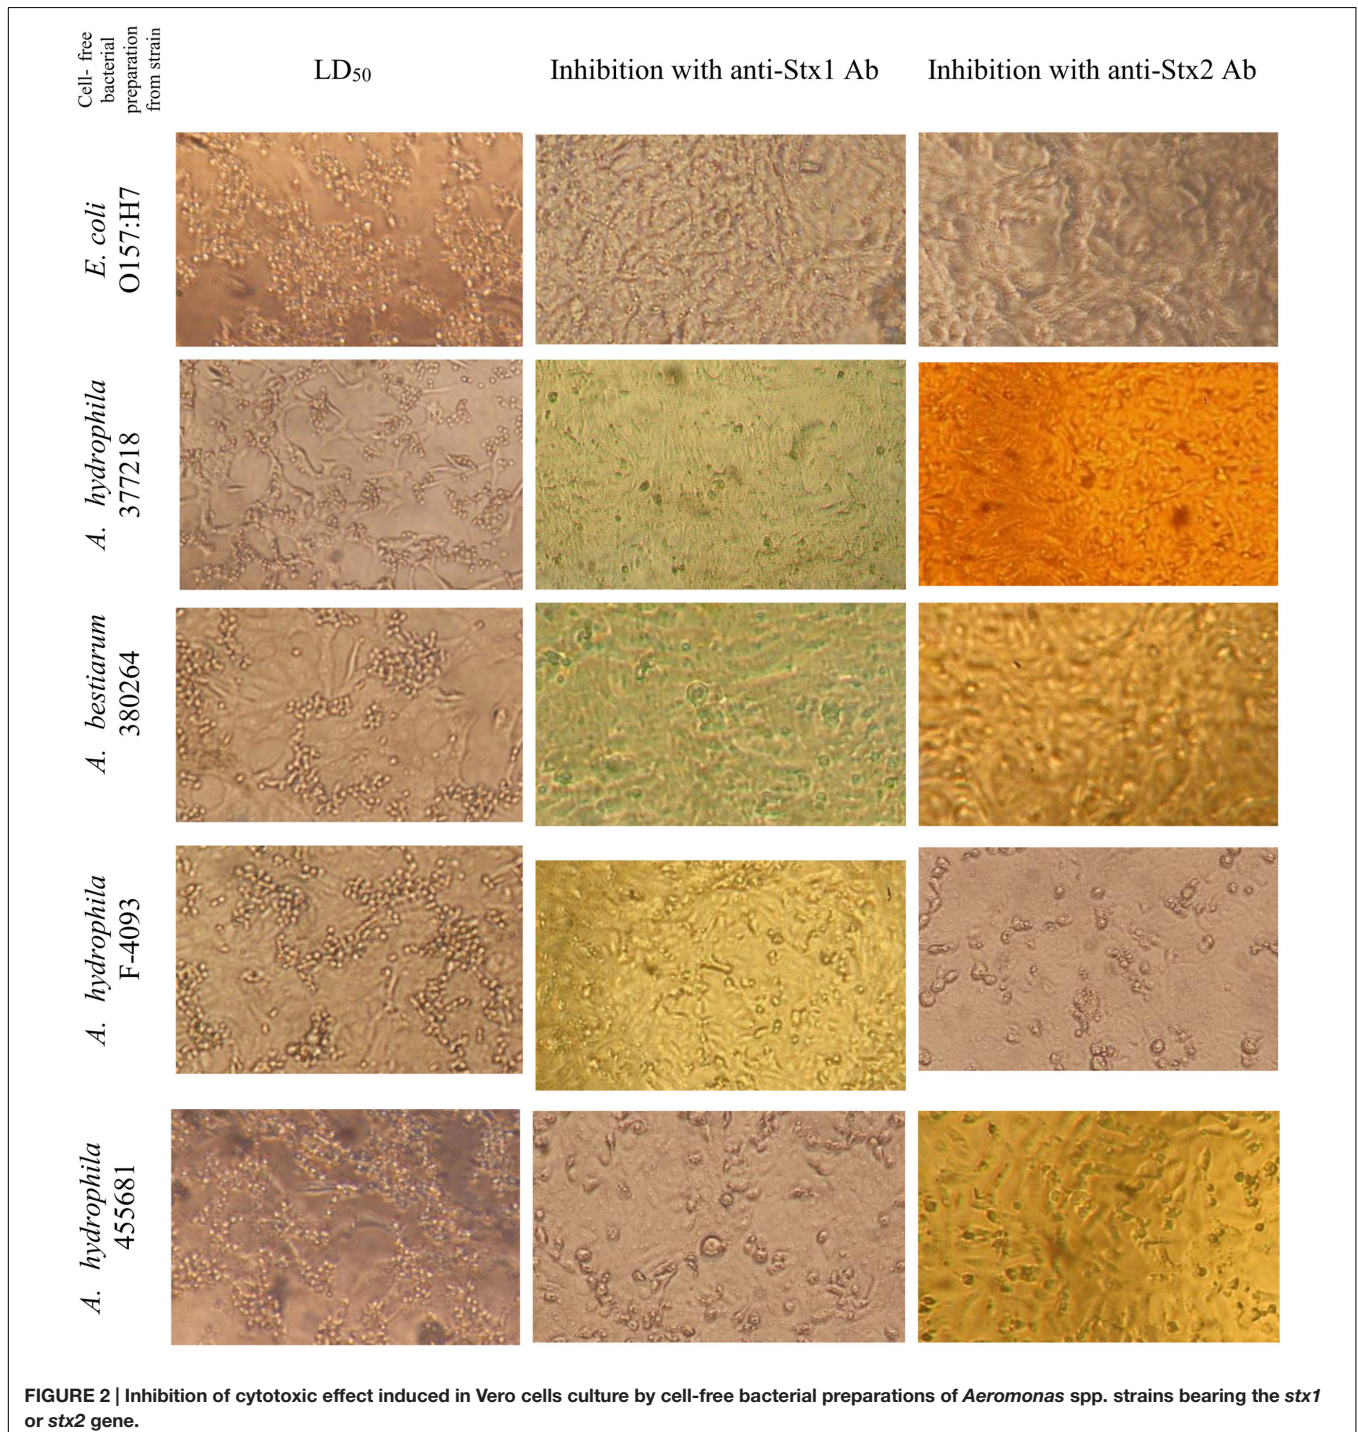 Cell- free
bacterial
preparation
from strain
LD₅₀
Inhibition with anti-Stx1 Ab
Inhibition with anti-Stx2 Ab
E. coli
O157:H7
A. hydrophila
377218
A. bestiarum
380264
A. hydrophila
F-4093
A. hydrophila
455681
FIGURE 2 | Inhibition of cytotoxic effect induced in Vero cells culture by cell-free bacterial preparations of Aeromonas spp. strains bearing the stx1
or stx2 gene.